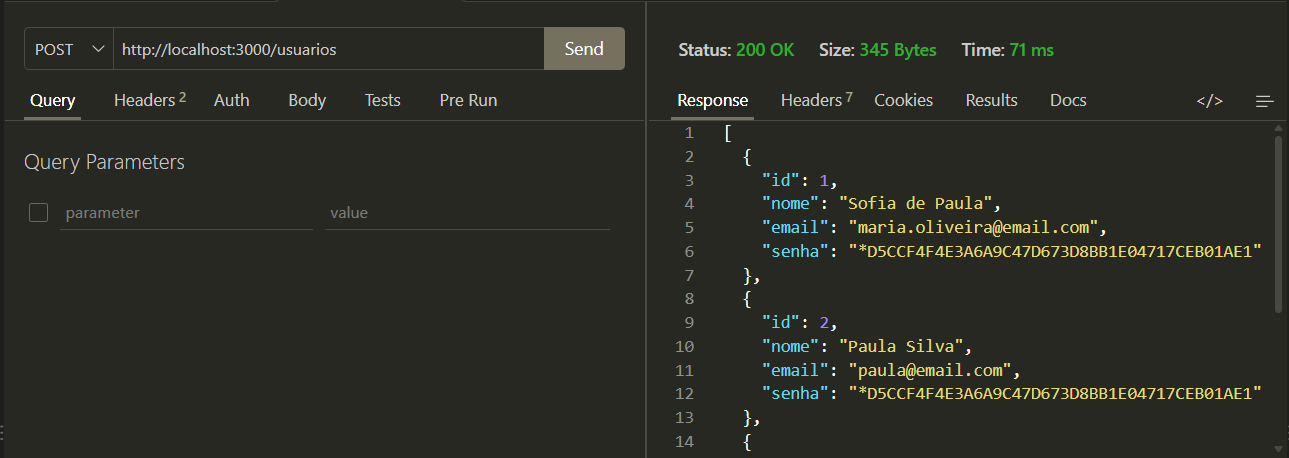 POST http://localhost:3000/usuarios Send
Query Headers 2 Auth Body Tests Pre Run
Query Parameters
parameter value
Status: 200 OK Size: 345 Bytes Time: 71 ms
Response Headers 7 Cookies Results Docs </>
1 [
2 {
3 "id": 1,
4 "nome": "Sofia de Paula",
5 "email": "maria.oliveira@email.com",
6 "senha": "*D5CCF4F4E3A6A9C47D673D8BB1E04717CEB01AE1"
7 },
8 {
9 "id": 2,
10 "nome": "Paula Silva",
11 "email": "paula@email.com",
12 "senha": "*D5CCF4F4E3A6A9C47D673D8BB1E04717CEB01AE1"
13 },
14 {